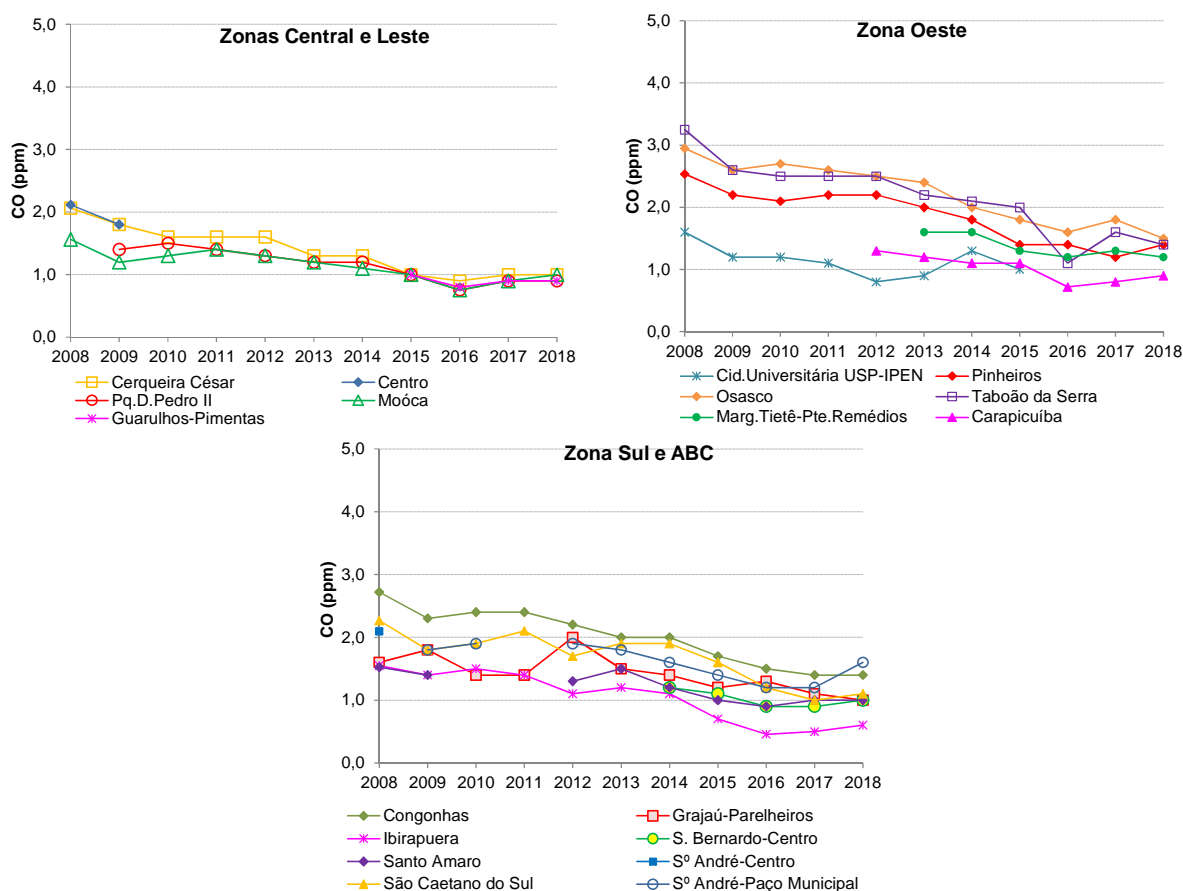 Zonas Central e Leste
CO (ppm)
5,0
4,0
3,0
2,0
1,0
0,0
2008 2009 2010 2011 2012 2013 2014 2015 2016 2017 2018
Cerqueira César Centro
Pq.D.Pedro II Moóca
Guarulhos-Pimentas
Zona Oeste
CO (ppm)
5,0
4,0
3,0
2,0
1,0
0,0
2008 2009 2010 2011 2012 2013 2014 2015 2016 2017 2018
Cid.Universitária USP-IPEN Pinheiros
Osasco Taboão da Serra
Marg.Tietê-Pte.Remédios Carapicuíba
Zona Sul e ABC
CO (ppm)
5,0
4,0
3,0
2,0
1,0
0,0
2008 2009 2010 2011 2012 2013 2014 2015 2016 2017 2018
Congonhas Grajaú-Parelheiros
Ibirapuera S. Bernardo-Centro
Santo Amaro Sº André-Centro
São Caetano do Sul Sº André-Paço Municipal